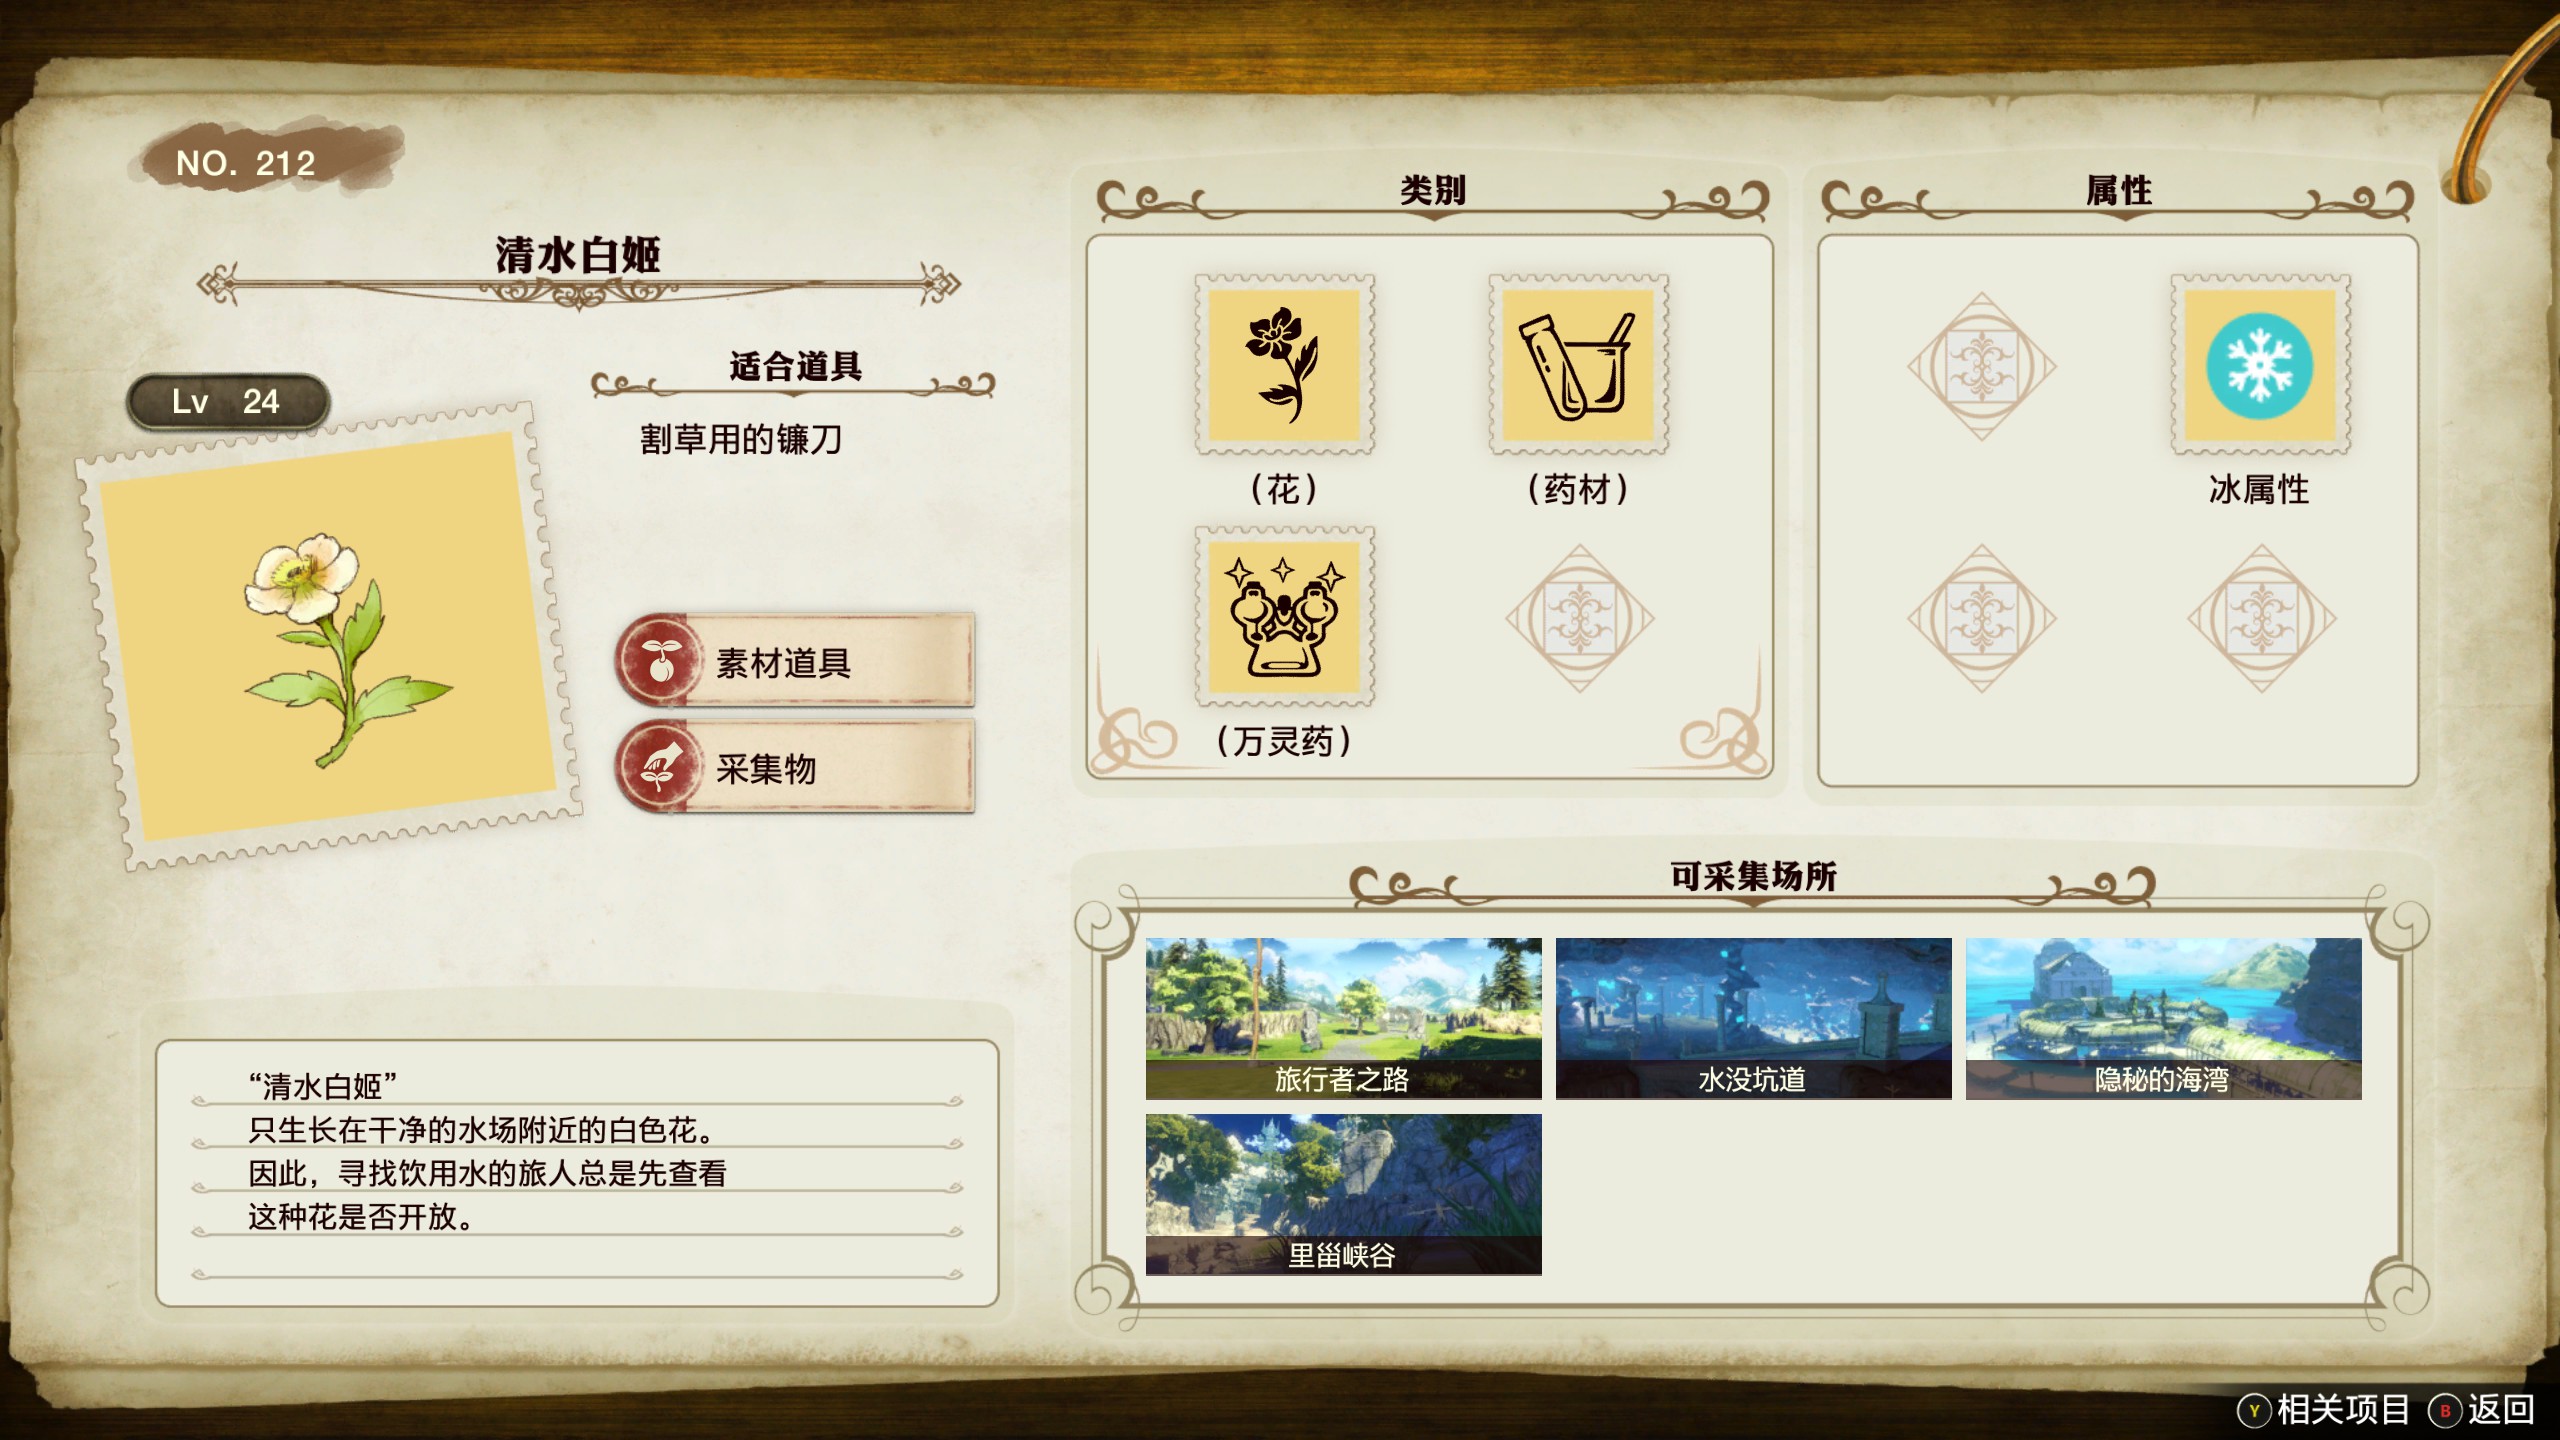 NO. 212
清水白姬
Lv 24
适合道具
割草用的镰刀
素材道具
采集物
“清水白姬”
只生长在干净的水场附近的白色花。
因此，寻找饮用水的旅人总是先查看
这种花是否开放。
类别
（花）
（药材）
（万灵药）
属性
冰属性
可采集场所
旅行者之路
水没坑道
隐秘的海湾
里甾峡谷
Y相关项目 B返回